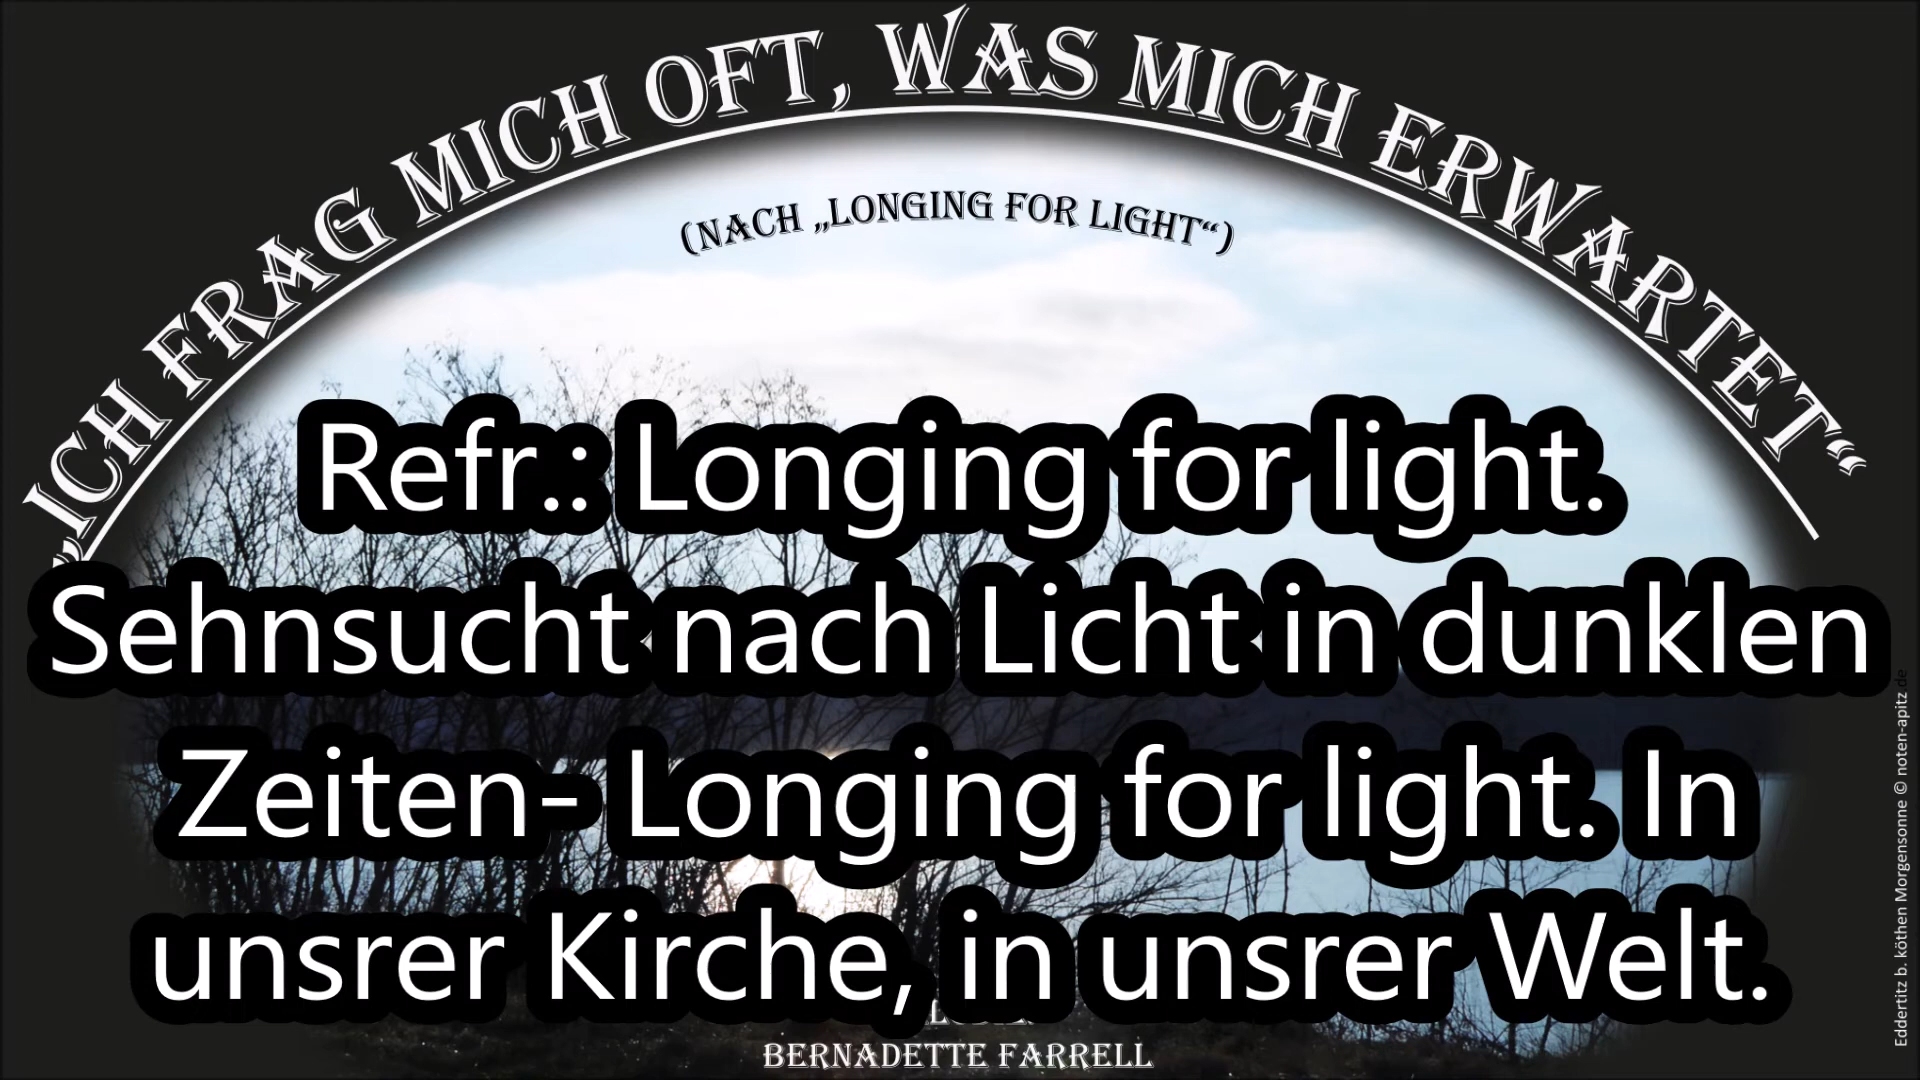 „ICH FRAG MICH OFT, WAS MICH ERWARTET“
(NACH „LONGING FOR LIGHT“)
Refr.: Longing for light.
Sehnsucht nach Licht in dunklen
Zeiten- Longing for light. In
unsrer Kirche, in unsrer Welt.
BERNADETTE FARRELL
Eddertitz b. köthen Morgensonne © noten-apitz de